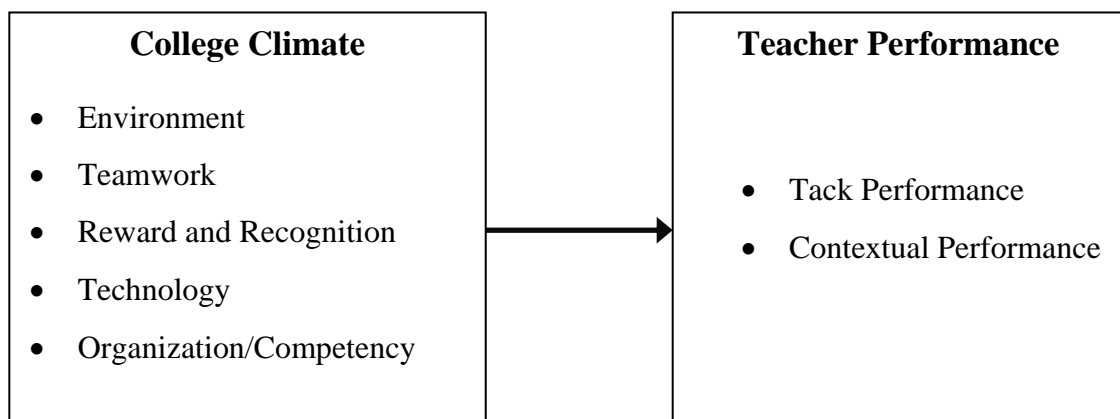 College Climate
• Environment
• Teamwork
• Reward and Recognition
• Technology
• Organization/Competency
Teacher Performance
• Tack Performance
• Contextual Performance